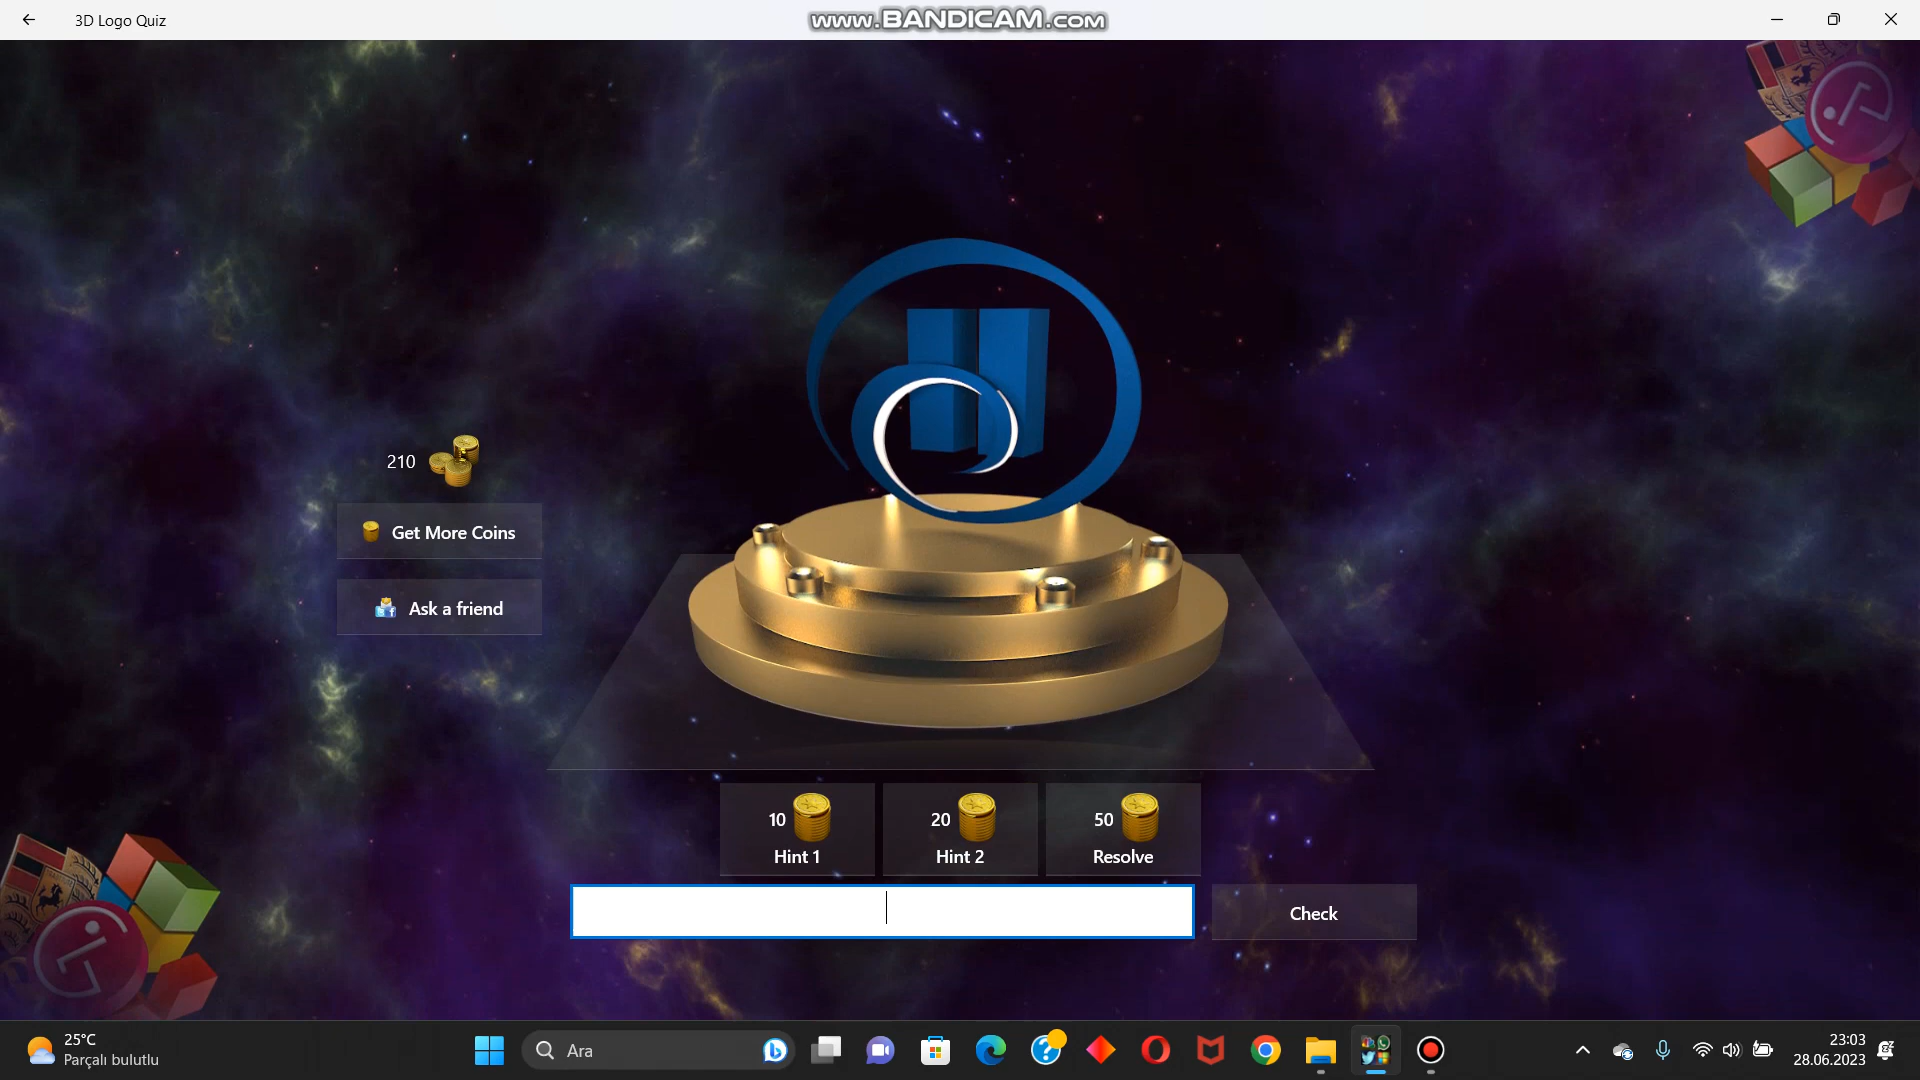 3D Logo Quiz
www.BANDICAM.com
210
Get More Coins
Ask a friend
10
Hint 1
20
Hint 2
50
Resolve
Check
25°C
Parçalı bulutlu
Ara
23:03
28.06.2023